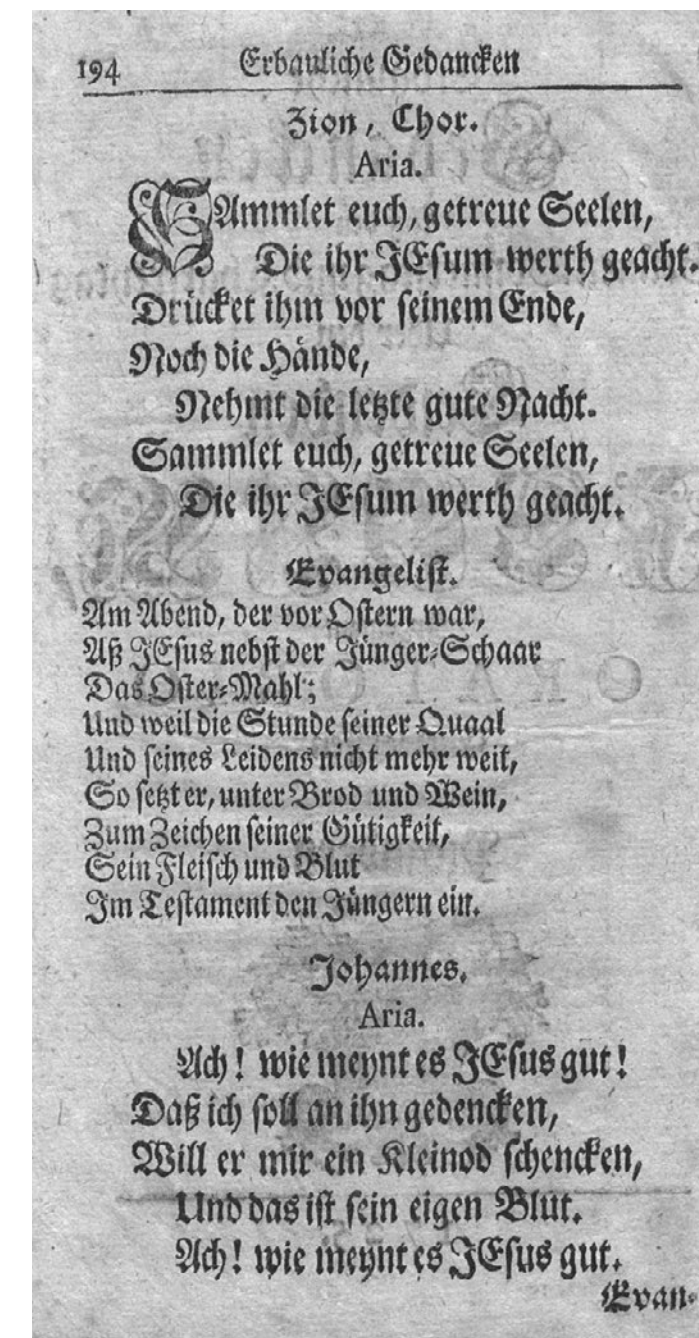 194 Erbauliche Gedancken
Zion, Chor.
Aria.
SAmmlet euch, getreue Seelen,
Die ihr JEsum werth geacht.
Drücket ihm vor seinem Ende,
Noch die Hände,
Nehmt die letzte gute Nacht.
Sammlet euch, getreue Seelen,
Die ihr JEsum werth geacht.
Evangelist.
Am Abend, der vor Ostern war,
Aß JEsus nebst der Jünger-Schaar
Das Oster-Mahl;
Und weil die Stunde seiner Quaal
Und seines Leidens nicht mehr weit,
So setzt er, unter Brod und Wein,
Zum Zeichen seiner Gütigkeit,
Sein Fleisch und Blut
Im Testament den Jüngern ein.
Johannes.
Aria.
Ach! wie meynt es JEsus gut!
Daß ich soll an ihn gedencken,
Will er mir ein Kleinod schencken,
Und das ist sein eigen Blut.
Ach! wie meynt es JEsus gut.
Evan-